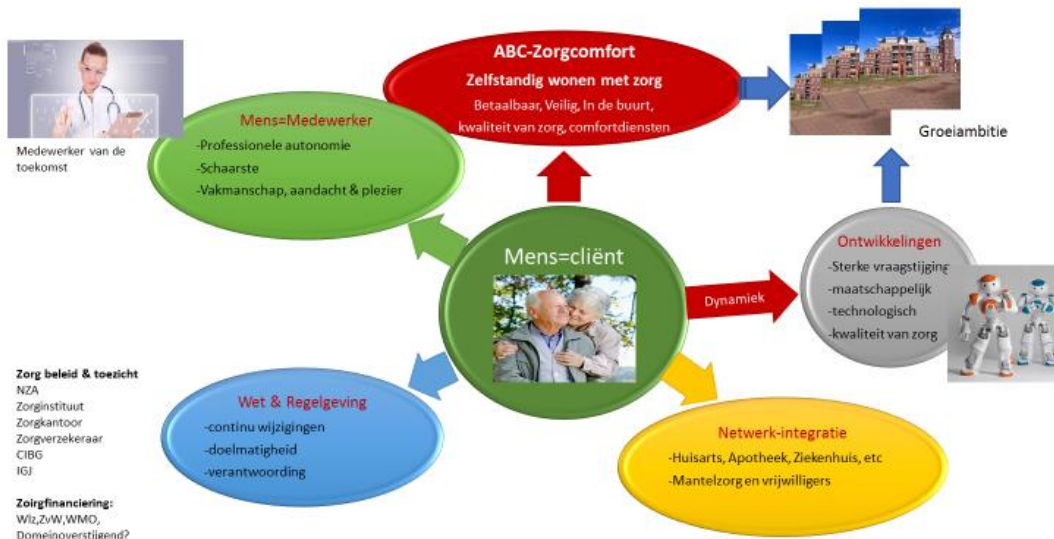 ABC-Zorgcomfort
Zelfstandig wonen met zorg
Betaalbaar, Veilig, In de buurt,
kwaliteit van zorg, comfortdiensten
Groeiambitie
Medewerker van de
toekomst
Mens=Medewerker
-Professionele autonomie
-Schaarste
-Vakmanschap, aandacht & plezier
Mens=cliënt
Dynamiek
Ontwikkelingen
-Sterke vraagstijging
-maatschappelijk
-technologisch
-kwaliteit van zorg
Zorg beleid & toezicht
NZA
Zorginstituut
Zorgkantoor
Zorgverzekeraar
CIBG
IGJ
Zoirgfinanciering:
Wlz,ZvW,WMO,
Domeinoverstijgend?
Wet & Regelgeving
-continu wijzigingen
-doelmatigheid
-verantwoording
Netwerk-integratie
-Huisarts, Apotheek, Ziekenhuis, etc
-Mantelzorg en vrijwilligers